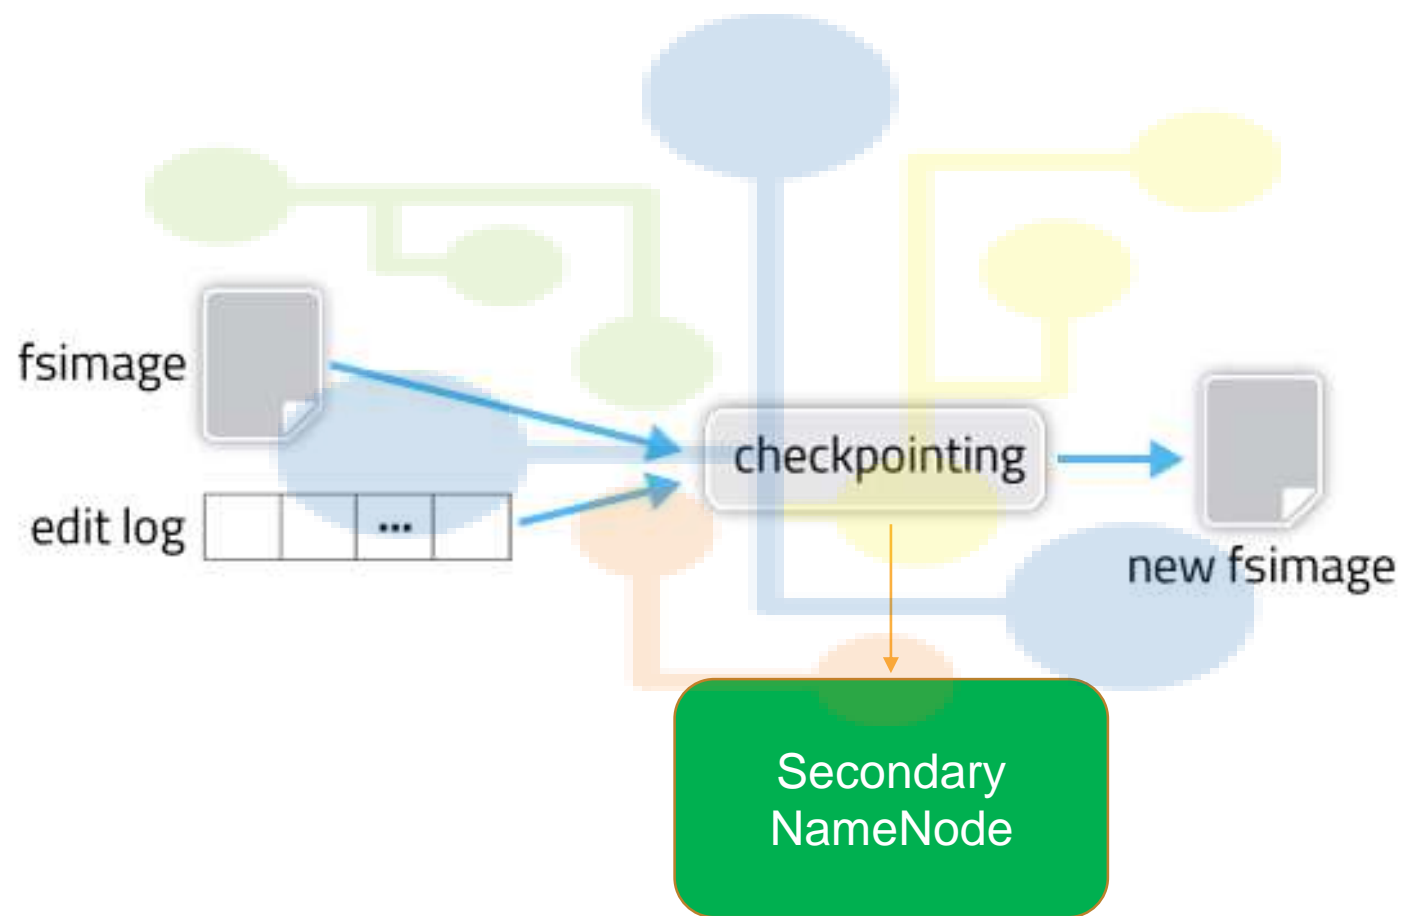 fsimage
edit log
...
checkpointing
new fsimage
Secondary
NameNode